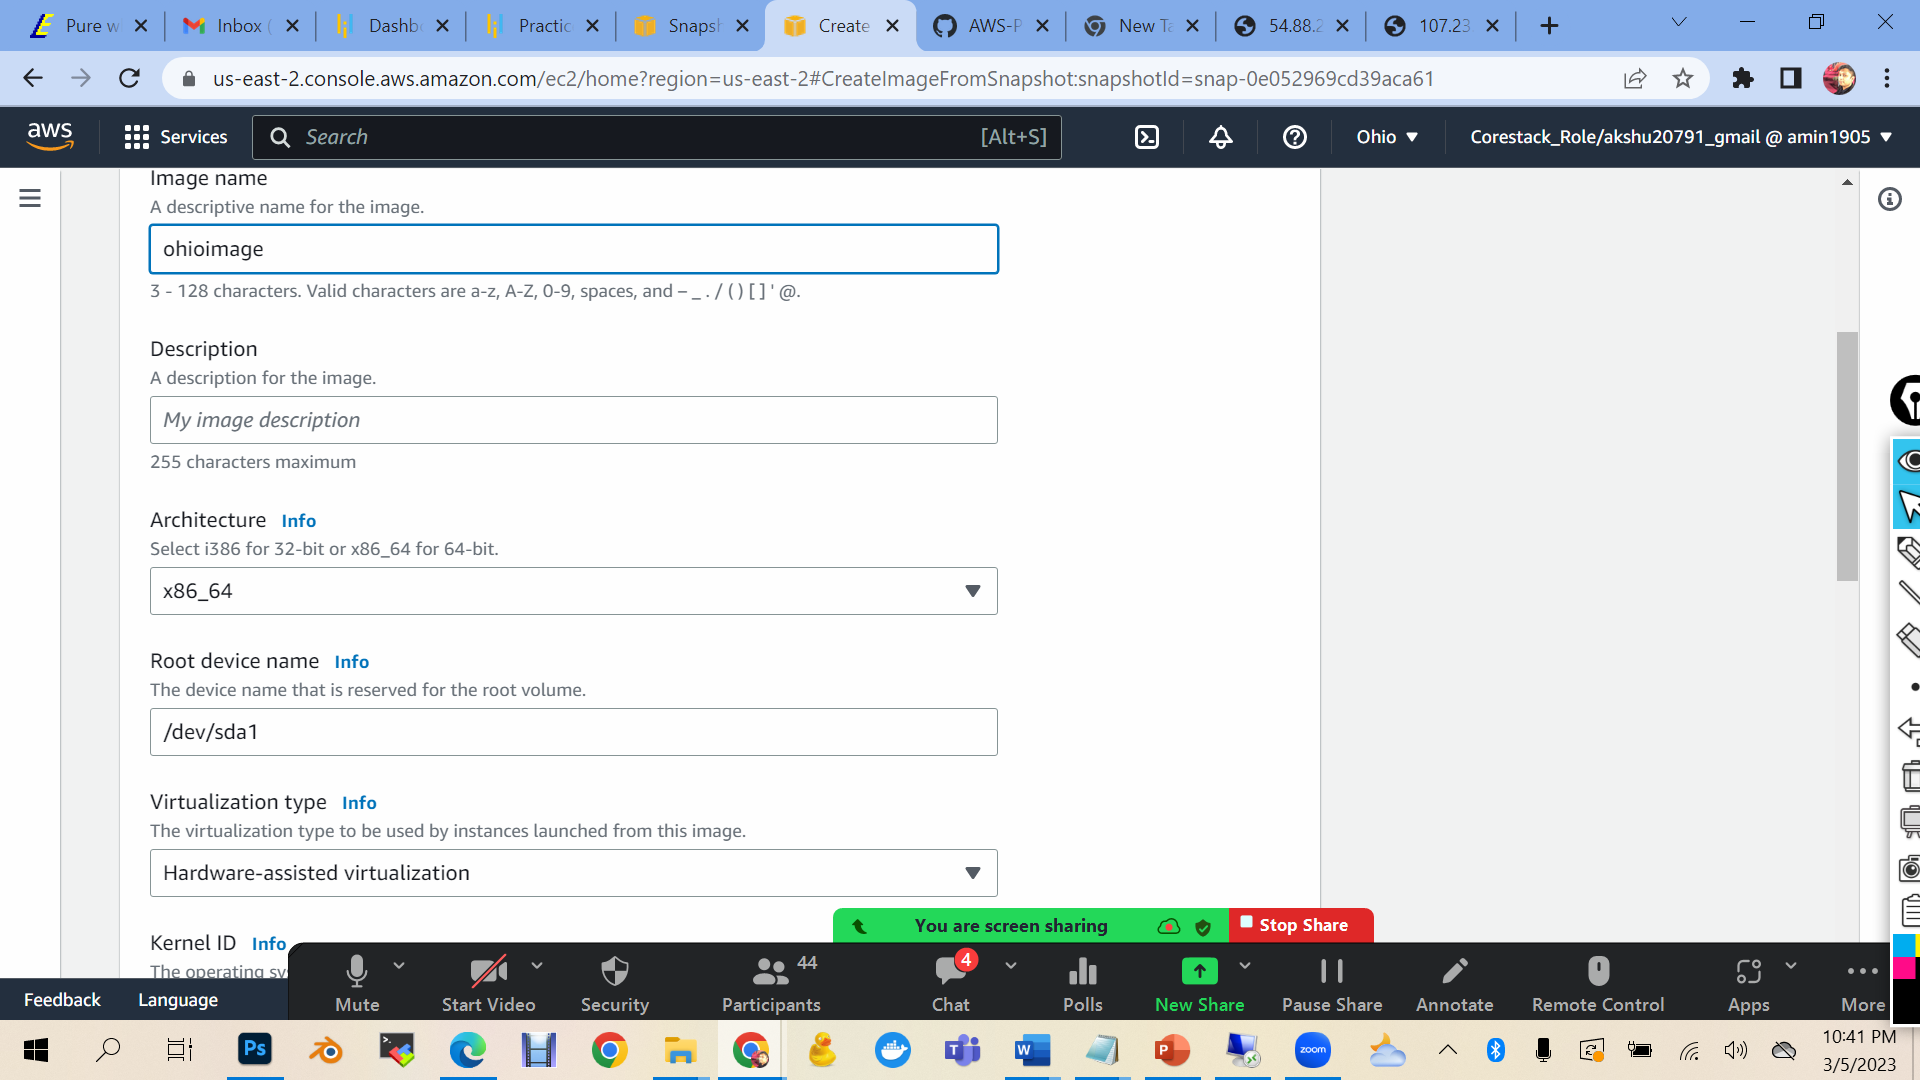 Pure w
Inbox (
Dashb
Practic
Snapsh
Create
AWS-P
New Ta
54.88.2
107.23
us-east-2.console.aws.amazon.com/ec2/home?region=us-east-2#CreateImageFromSnapshot:snapshotId=snap-0e052969cd39aca61
aws
Services
Search
[Alt+S]
Ohio
Corestack_Role/akshu20791_gmail @ amin1905
Image name
A descriptive name for the image.
ohioimage
3 - 128 characters. Valid characters are a-z, A-Z, 0-9, spaces, and – _ . / ( ) [ ] ' @.
Description
A description for the image.
My image description
255 characters maximum
Architecture Info
Select i386 for 32-bit or x86_64 for 64-bit.
x86_64
Root device name Info
The device name that is reserved for the root volume.
/dev/sda1
Virtualization type Info
The virtualization type to be used by instances launched from this image.
Hardware-assisted virtualization
Kernel ID Info
The operating sy
You are screen sharing
Stop Share
Feedback
Language
Mute
Start Video
Security
44
Participants
4
Chat
Polls
New Share
Pause Share
Annotate
Remote Control
Apps
More
Ps
W
P
zoom
10:41 PM
3/5/2023